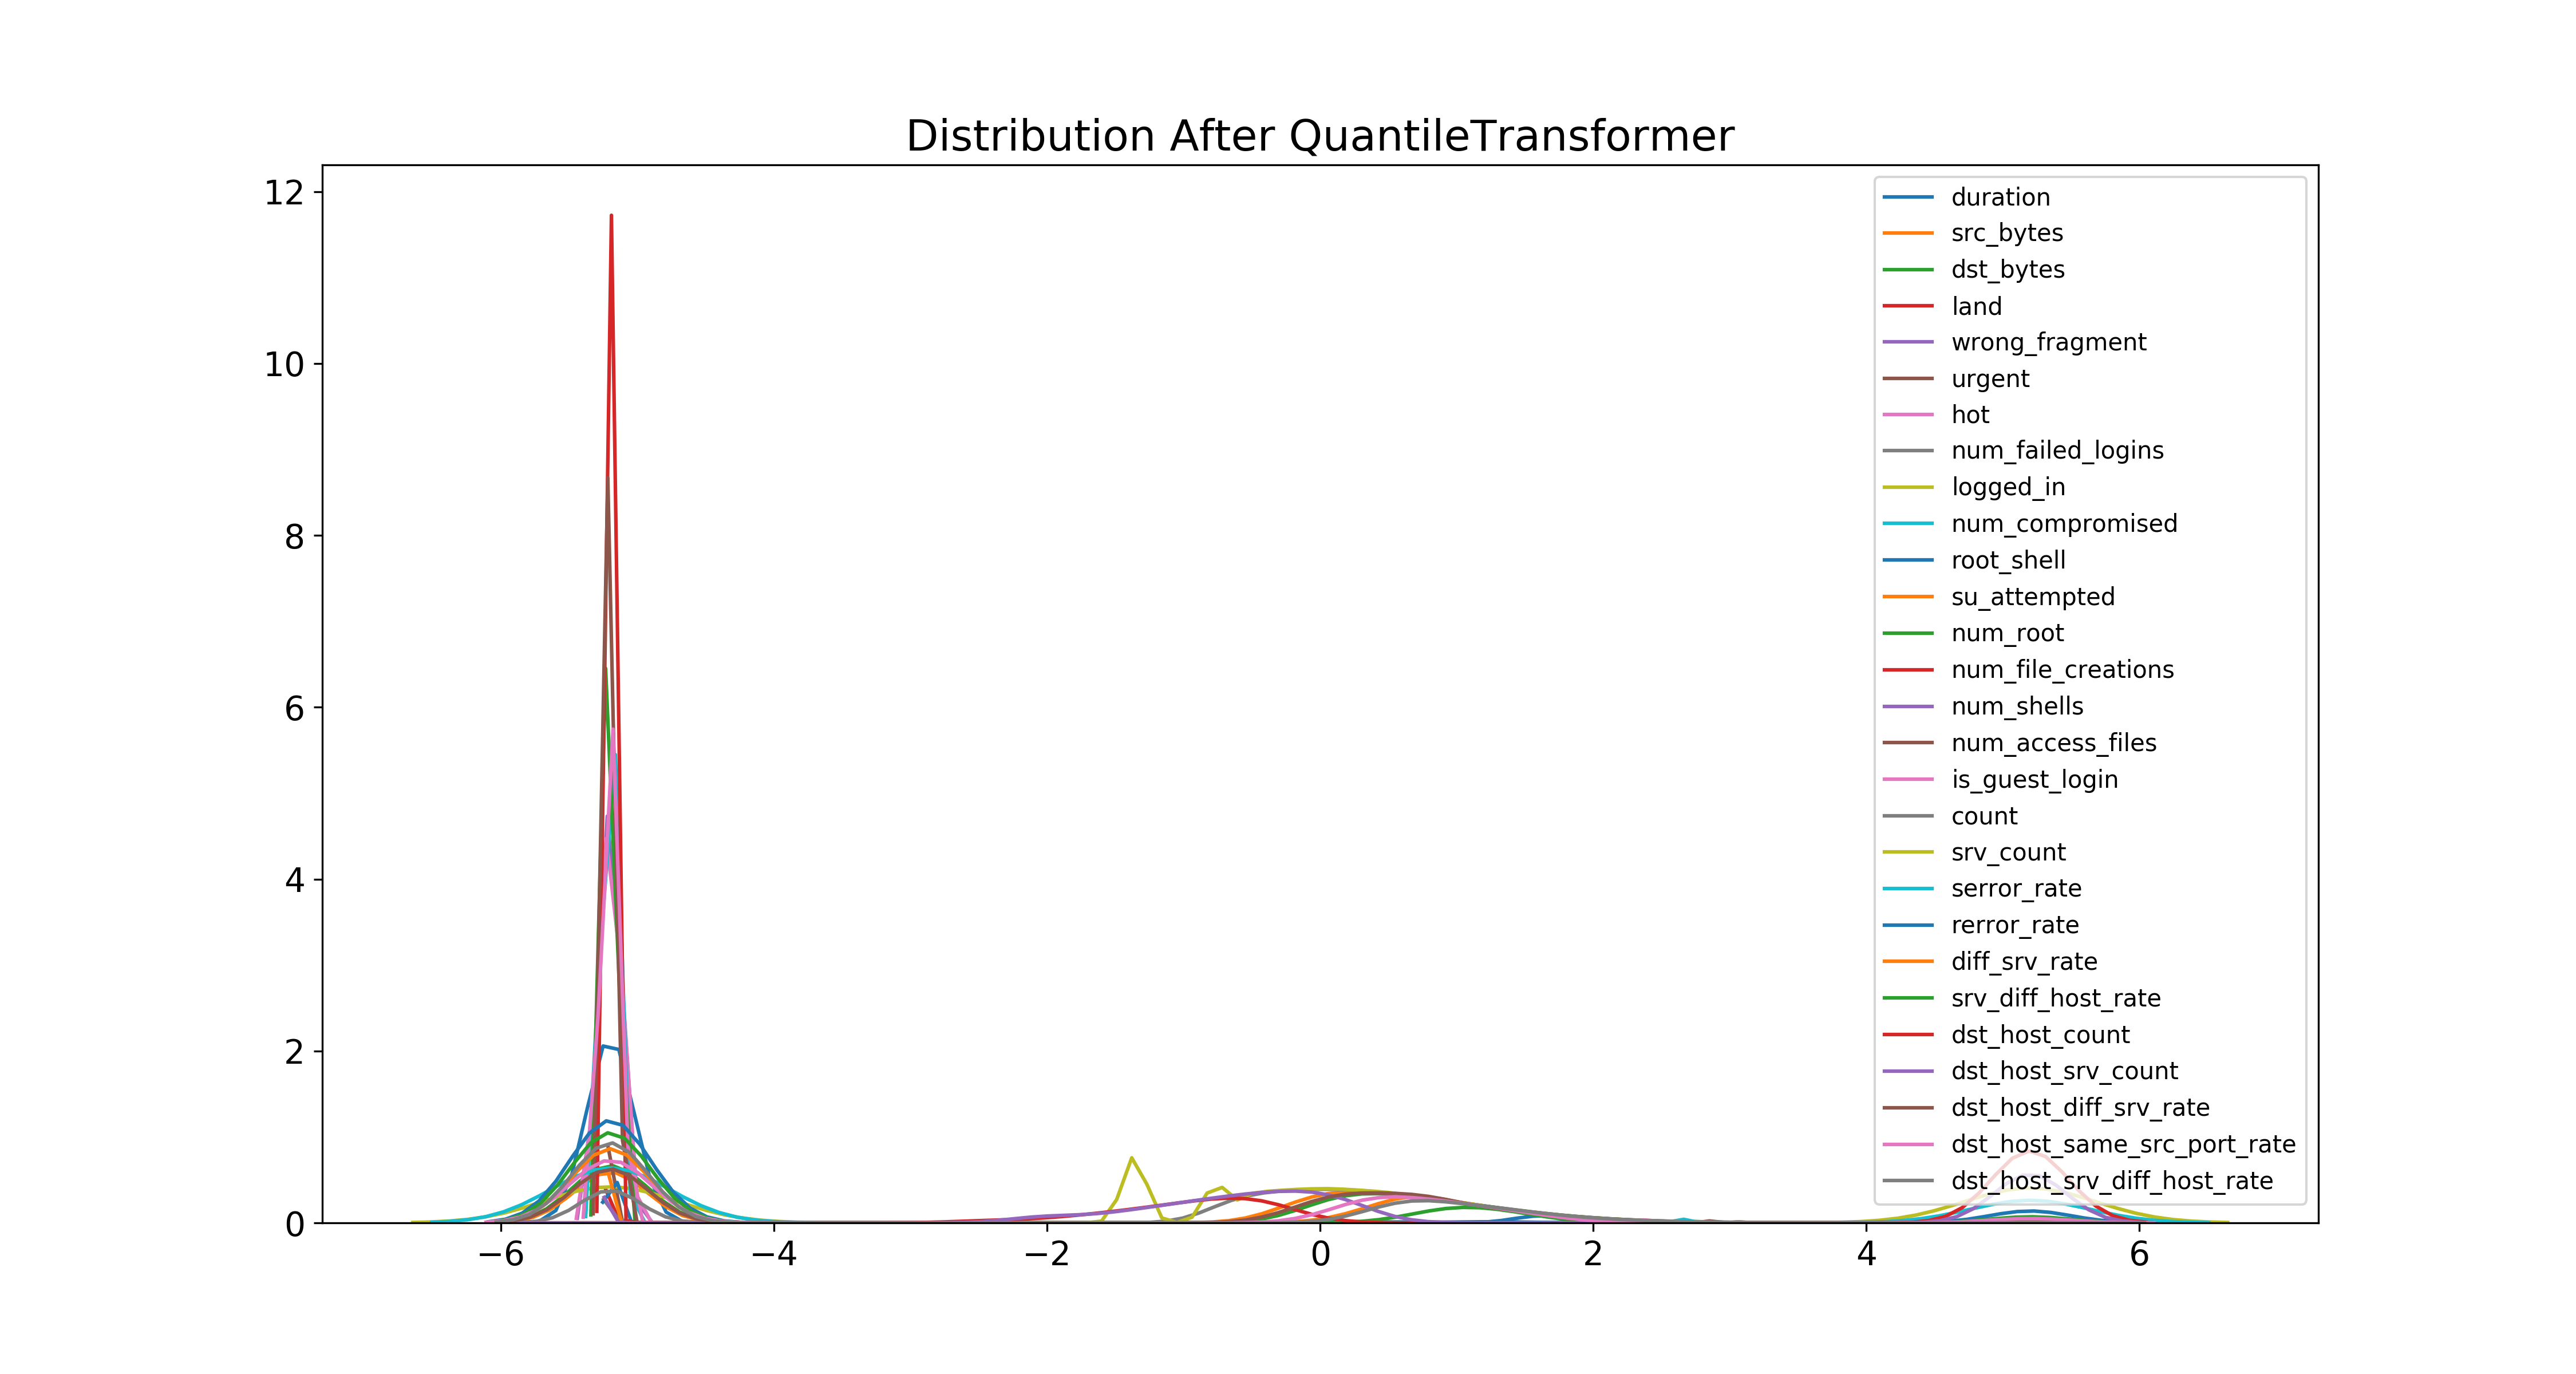 Distribution After QuantileTransformer
12
10
8
6
4
2
0
−6 −4 −2 0 2 4 6
duration
src_bytes
dst_bytes
land
wrong_fragment
urgent
hot
num_failed_logins
logged_in
num_compromised
root_shell
su_attempted
num_root
num_file_creations
num_shells
num_access_files
is_guest_login
count
srv_count
serror_rate
rerror_rate
diff_srv_rate
srv_diff_host_rate
dst_host_count
dst_host_srv_count
dst_host_diff_srv_rate
dst_host_same_src_port_rate
dst_host_srv_diff_host_rate